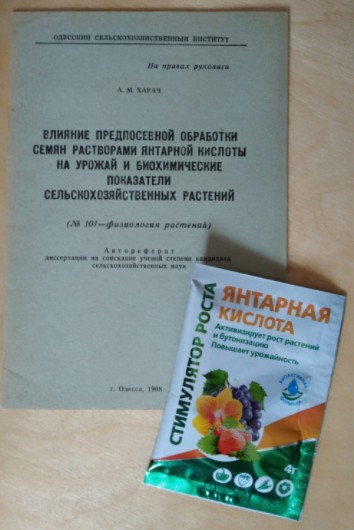 ОДЕССКИЙ СЕЛЬСКОХОЗЯЙСТВЕННЫЙ ИНСТИТУТ
На правах рукописи
Л. М. ХАРАЧ
ВЛИЯНИЕ ПРЕДПОСЕВНОЙ ОБРАБОТКИ
СЕМЯН РАСТВОРАМИ ЯНТАРНОЙ КИСЛОТЫ
НА УРОЖАЙ И БИОХИМИЧЕСКИЕ
ПОКАЗАТЕЛИ
СЕЛЬСКОХОЗЯЙСТВЕННЫХ РАСТЕНИЙ
(№ 101—физиология растений)
Автореферат
диссертации на соискание ученой степени кандидата
сельскохозяйственных наук
г. Одесса, 1969
СТИМУЛЯТОР РОСТА
ЯНТАРНАЯ
КИСЛОТА
Активизирует рост растений
и бутонизацию
Повышает урожайность
4г